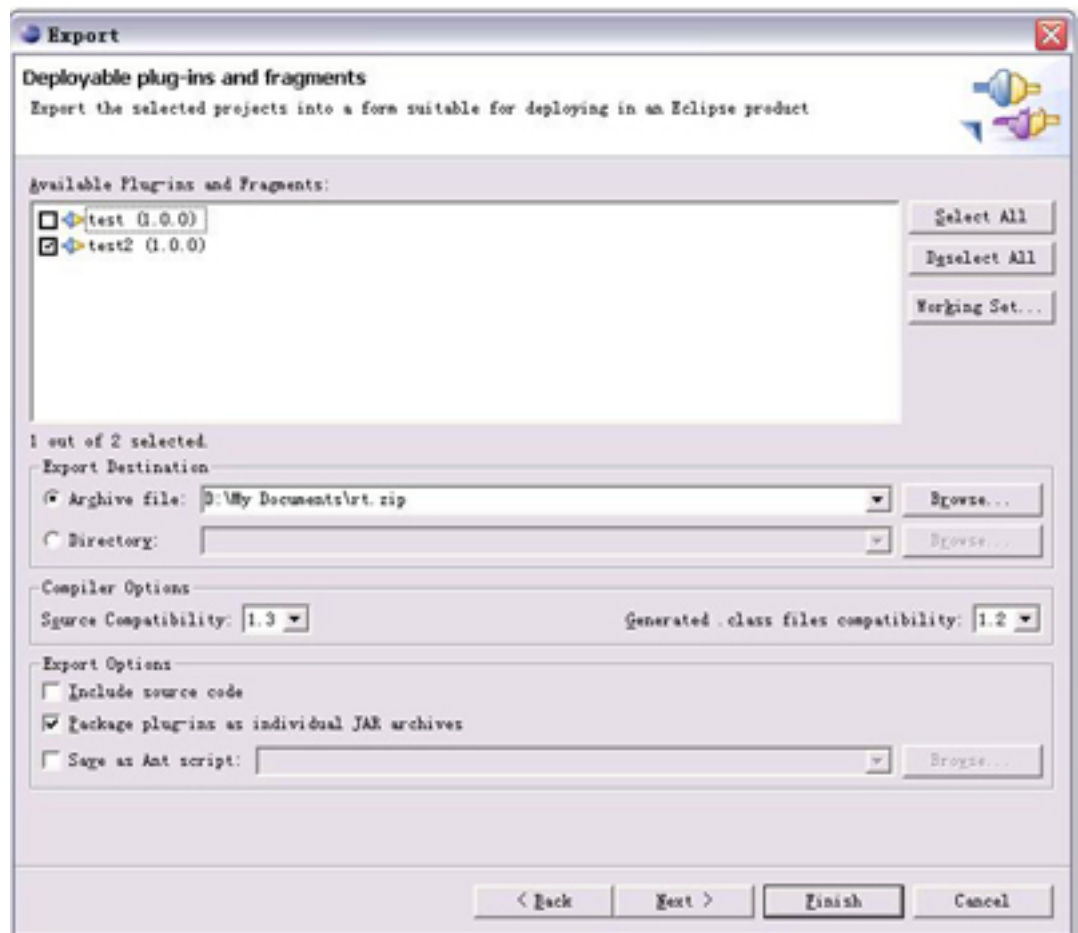 Export
Deployable plug-ins and fragments
Export the selected projects into a form suitable for deploying in an Eclipse product
Available Plug-ins and Fragments:
test (1.0.0)
test2 (1.0.0)
Select All
Deselect All
Working Set...
1 out of 2 selected.
Export Destination
Archive file: D:\My Documents\rt.zip Browse...
Directory: Browse...
Compiler Options
Source Compatibility: 1.3 Generated .class files compatibility: 1.2
Export Options
Include source code
Package plug-ins as individual JAR archives
Save as Ant script: Browse...
< Back Next > Finish Cancel